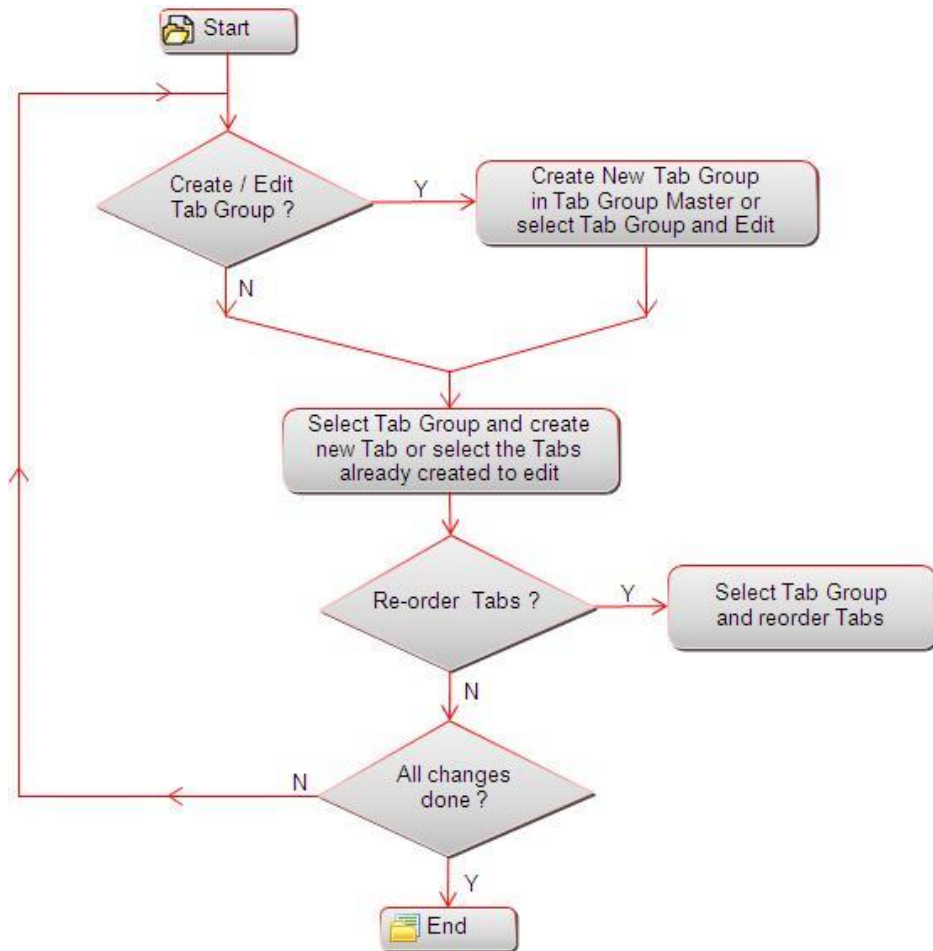 Start
Create / Edit
Tab Group ?
Y
Create New Tab Group
in Tab Group Master or
select Tab Group and Edit
N
Select Tab Group and create
new Tab or select the Tabs
already created to edit
Re-order Tabs ?
Y
Select Tab Group
and reorder Tabs
N
All changes
done ?
N
Y
End